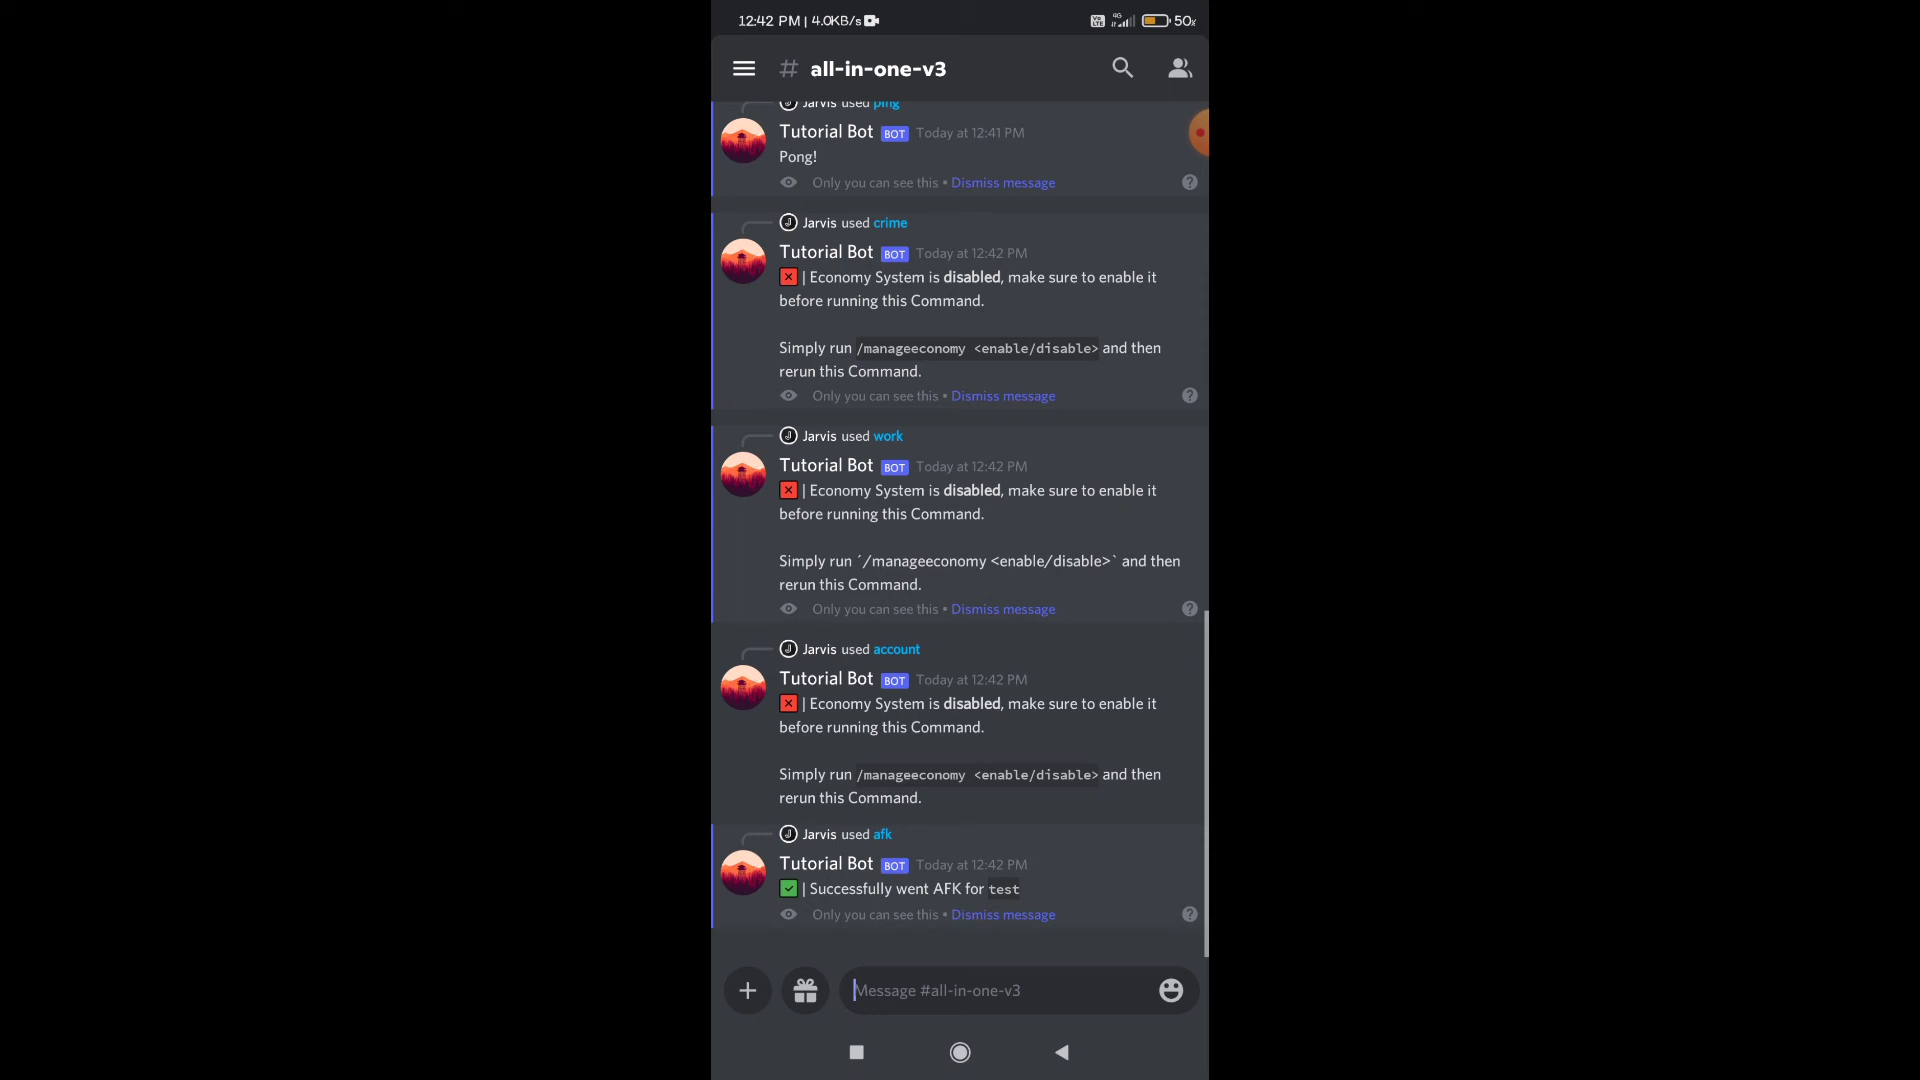 12:42 PM | 4.0KB/s
Vo LTE 4G 50%
# all-in-one-v3
Jarvis used ping
Tutorial Bot BOT Today at 12:41 PM
Pong!
Only you can see this • Dismiss message
J Jarvis used crime
Tutorial Bot BOT Today at 12:42 PM
| Economy System is disabled, make sure to enable it
before running this Command.
Simply run /manageeconomy <enable/disable> and then
rerun this Command.
Only you can see this • Dismiss message
J Jarvis used work
Tutorial Bot BOT Today at 12:42 PM
| Economy System is disabled, make sure to enable it
before running this Command.
Simply run ´/manageeconomy <enable/disable>` and then
rerun this Command.
Only you can see this • Dismiss message
J Jarvis used account
Tutorial Bot BOT Today at 12:42 PM
| Economy System is disabled, make sure to enable it
before running this Command.
Simply run /manageeconomy <enable/disable> and then
rerun this Command.
J Jarvis used afk
Tutorial Bot BOT Today at 12:42 PM
| Successfully went AFK for test
Only you can see this • Dismiss message
Message #all-in-one-v3